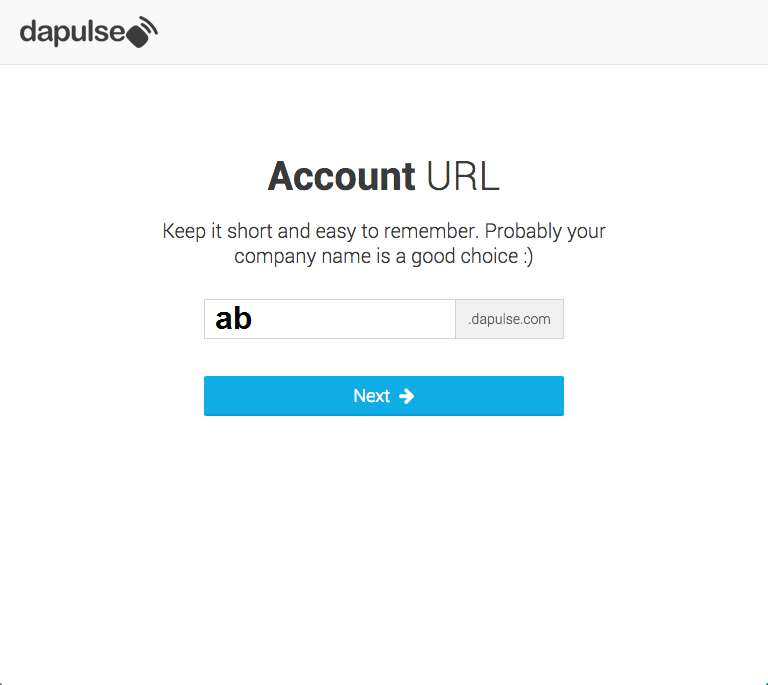 dapulse
Account URL
Keep it short and easy to remember. Probably your
company name is a good choice :)
ab .dapulse.com
Next